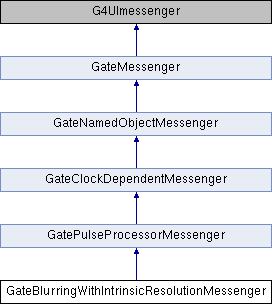 G4UImessenger
GateMessenger
GateNamedObjectMessenger
GateClockDependentMessenger
GatePulseProcessorMessenger
GateBlurringWithIntrinsicResolutionMessenger